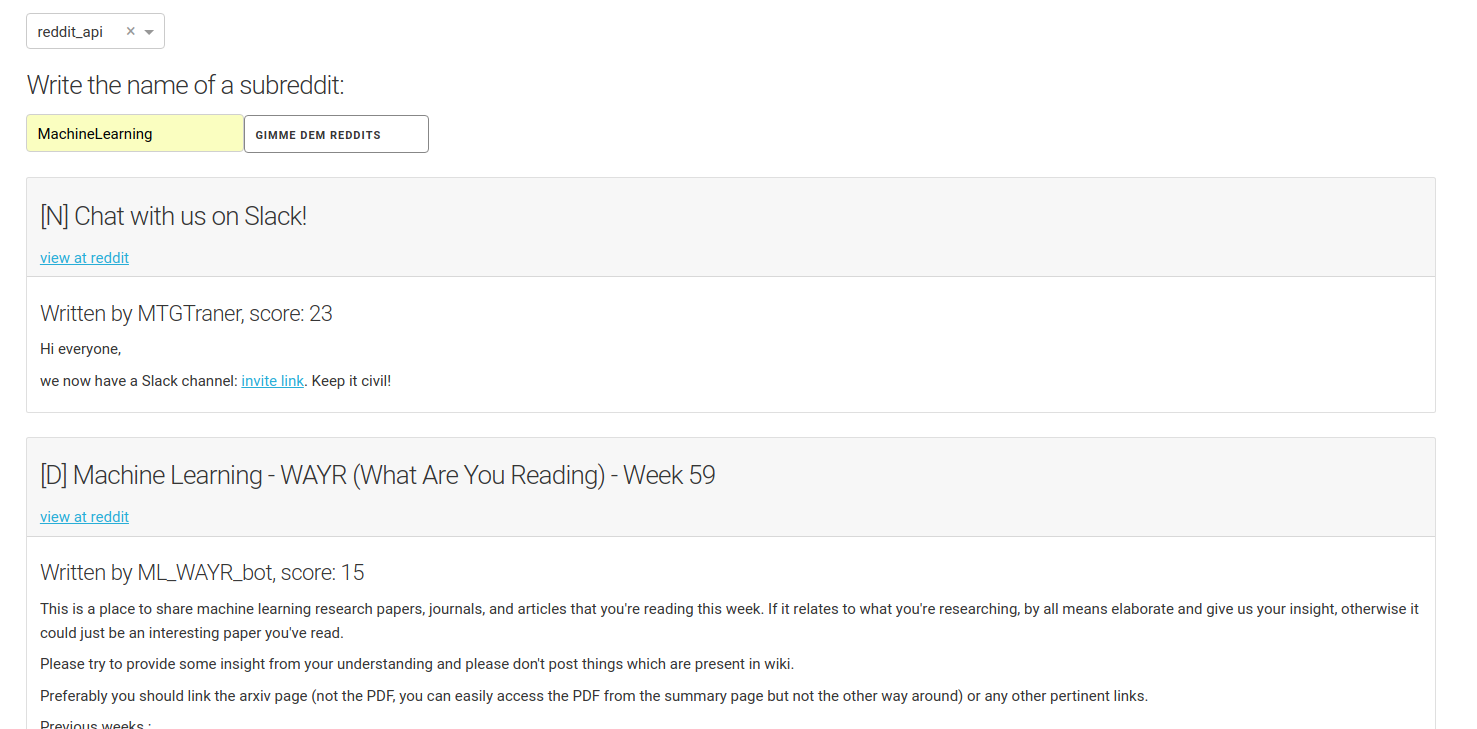 reddit_api × 
Write the name of a subreddit:
MachineLearning GIMME DEM REDDITS
[N] Chat with us on Slack!
view at reddit
Written by MTGTraner, score: 23
Hi everyone,
we now have a Slack channel: invite link. Keep it civil!
[D] Machine Learning - WAYR (What Are You Reading) - Week 59
view at reddit
Written by ML_WAYR_bot, score: 15
This is a place to share machine learning research papers, journals, and articles that you're reading this week. If it relates to what you're researching, by all means elaborate and give us your insight, otherwise it
could just be an interesting paper you've read.
Please try to provide some insight from your understanding and please don't post things which are present in wiki.
Preferably you should link the arxiv page (not the PDF, you can easily access the PDF from the summary page but not the other way around) or any other pertinent links.
Previous weeks :